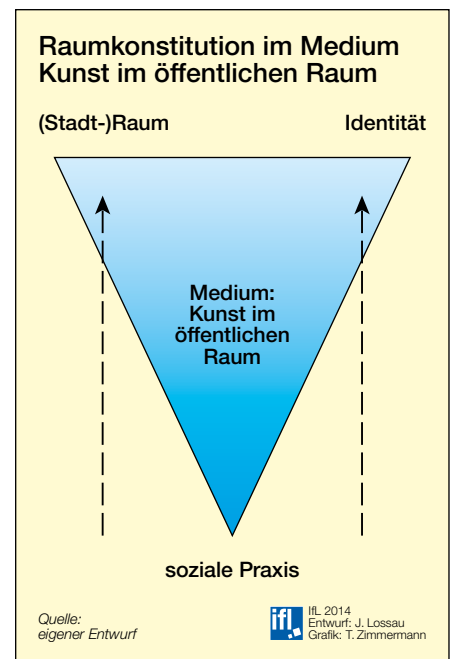 Raumkonstitution im Medium
Kunst im öffentlichen Raum
(Stadt-)Raum Identität
Medium:
Kunst im
öffentlichen
Raum
soziale Praxis
Quelle:
eigener Entwurf
ifl
IfL 2014
Entwurf: J. Lossau
Grafik: T. Zimmermann